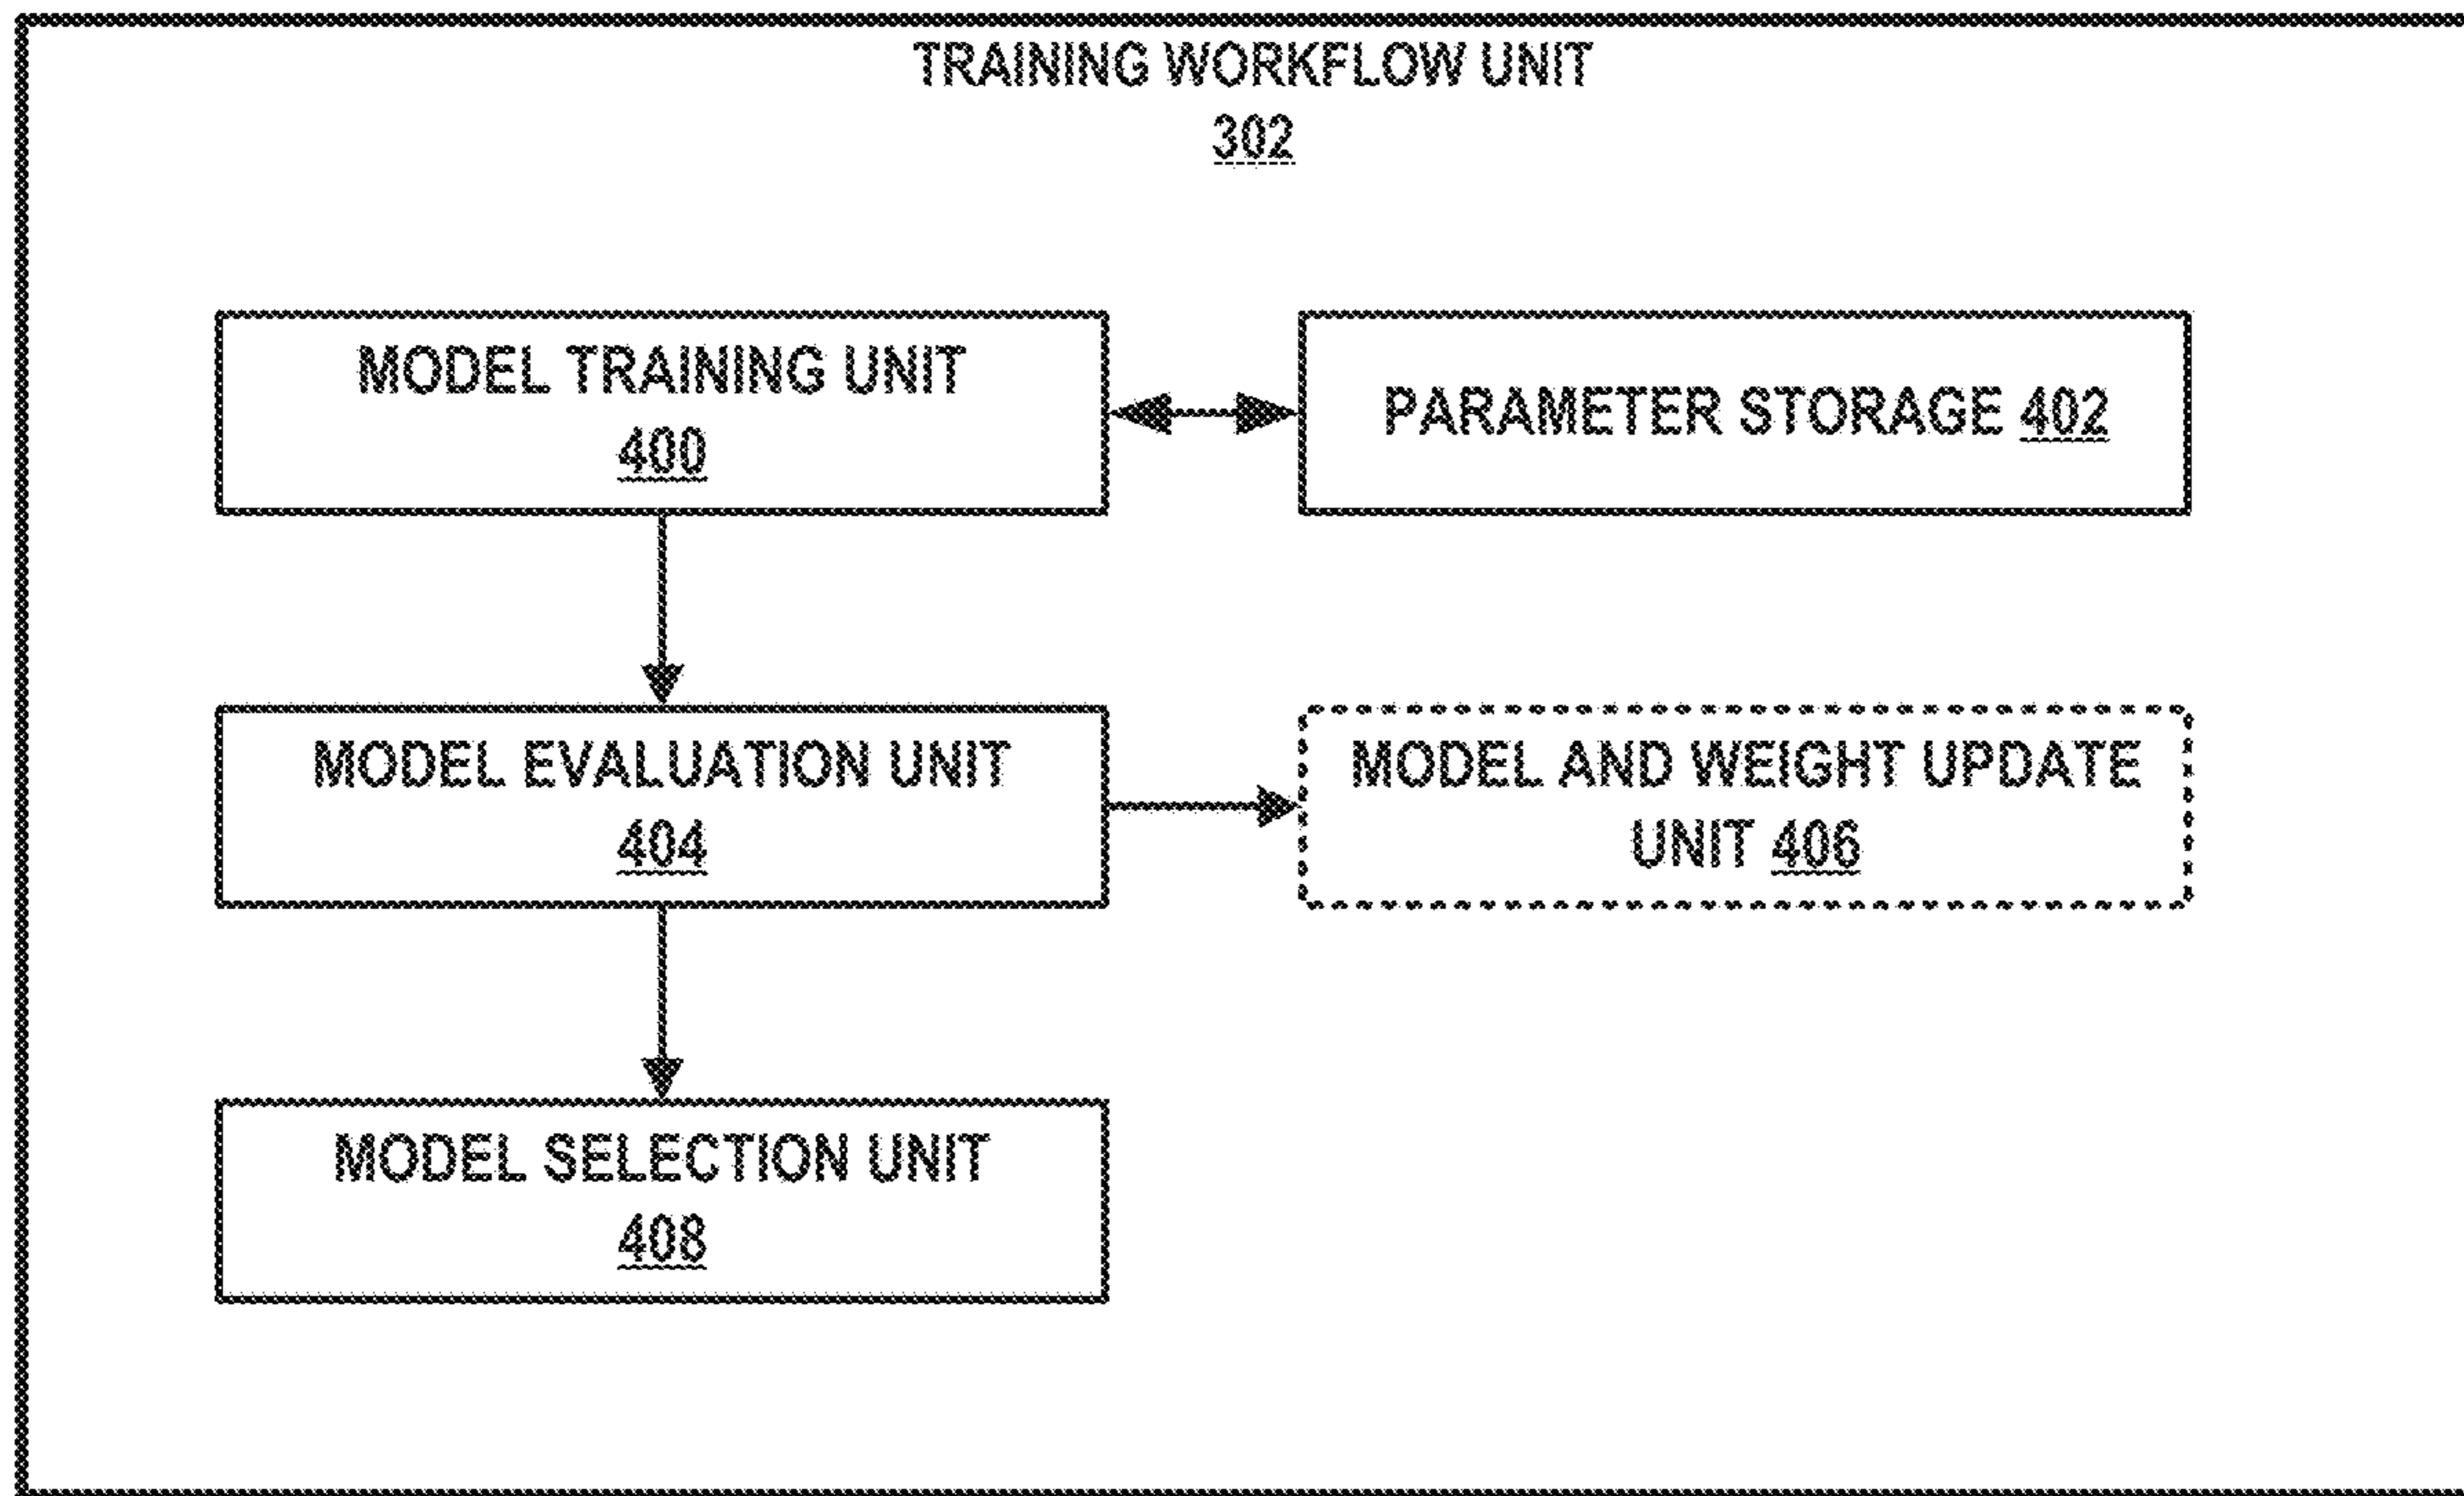 TRAINING WORKFLOW UNIT
302
MODEL TRAINING UNIT
400
PARAMETER STORAGE 402
MODEL EVALUATION UNIT
404
MODEL AND WEIGHT UPDATE
UNIT 406
MODEL SELECTION UNIT
408